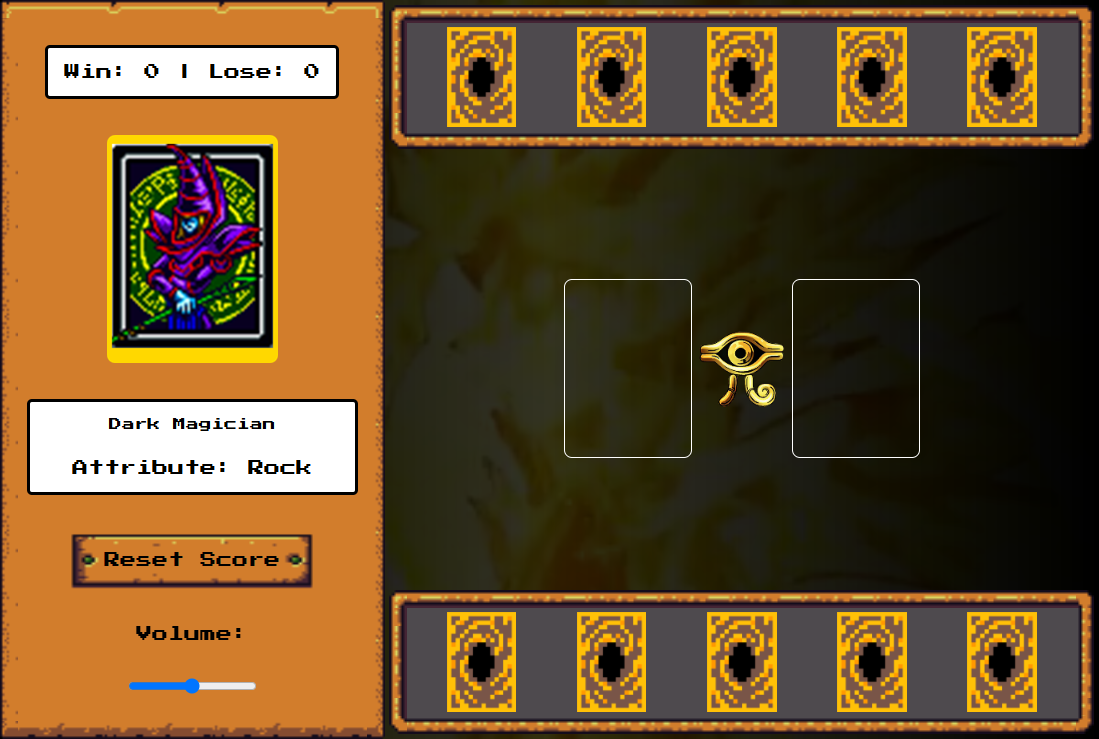 Win: 0 | Lose: 0
Dark Magician
Attribute: Rock
Reset Score
Volume: